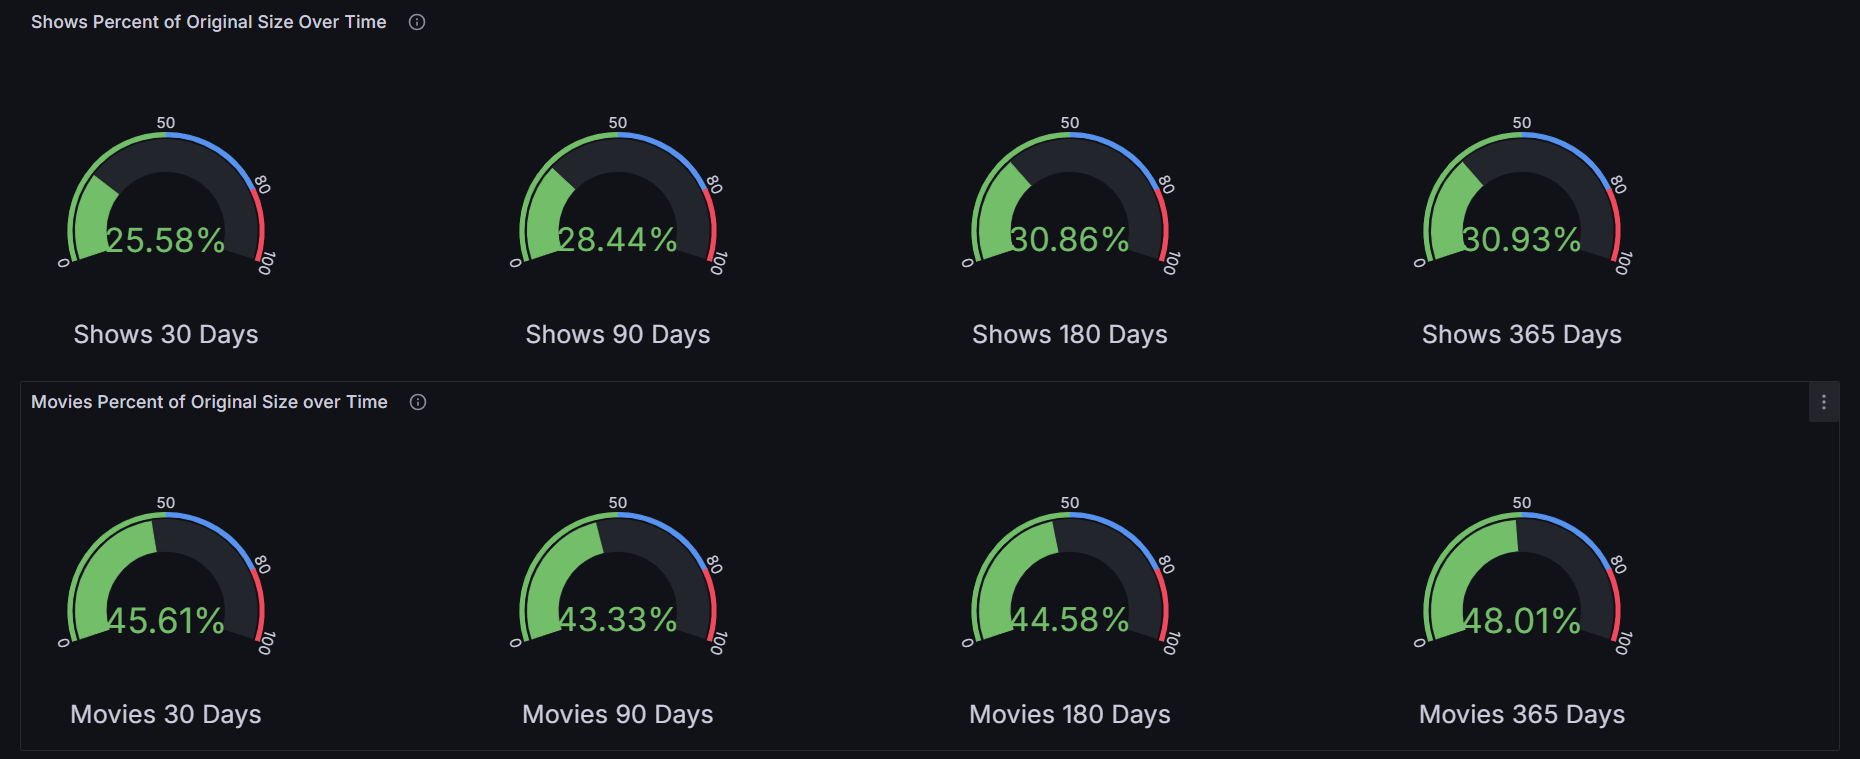 Shows Percent of Original Size Over Time
50 50 50 50
80 80 80 80
25.58% 28.44% 30.86% 30.93%
0 100 0 100 0 100 0 100
Shows 30 Days Shows 90 Days Shows 180 Days Shows 365 Days
Movies Percent of Original Size over Time
50 50 50 50
80 80 80 80
45.61% 43.33% 44.58% 48.01%
0 100 0 100 0 100 0 100
Movies 30 Days Movies 90 Days Movies 180 Days Movies 365 Days